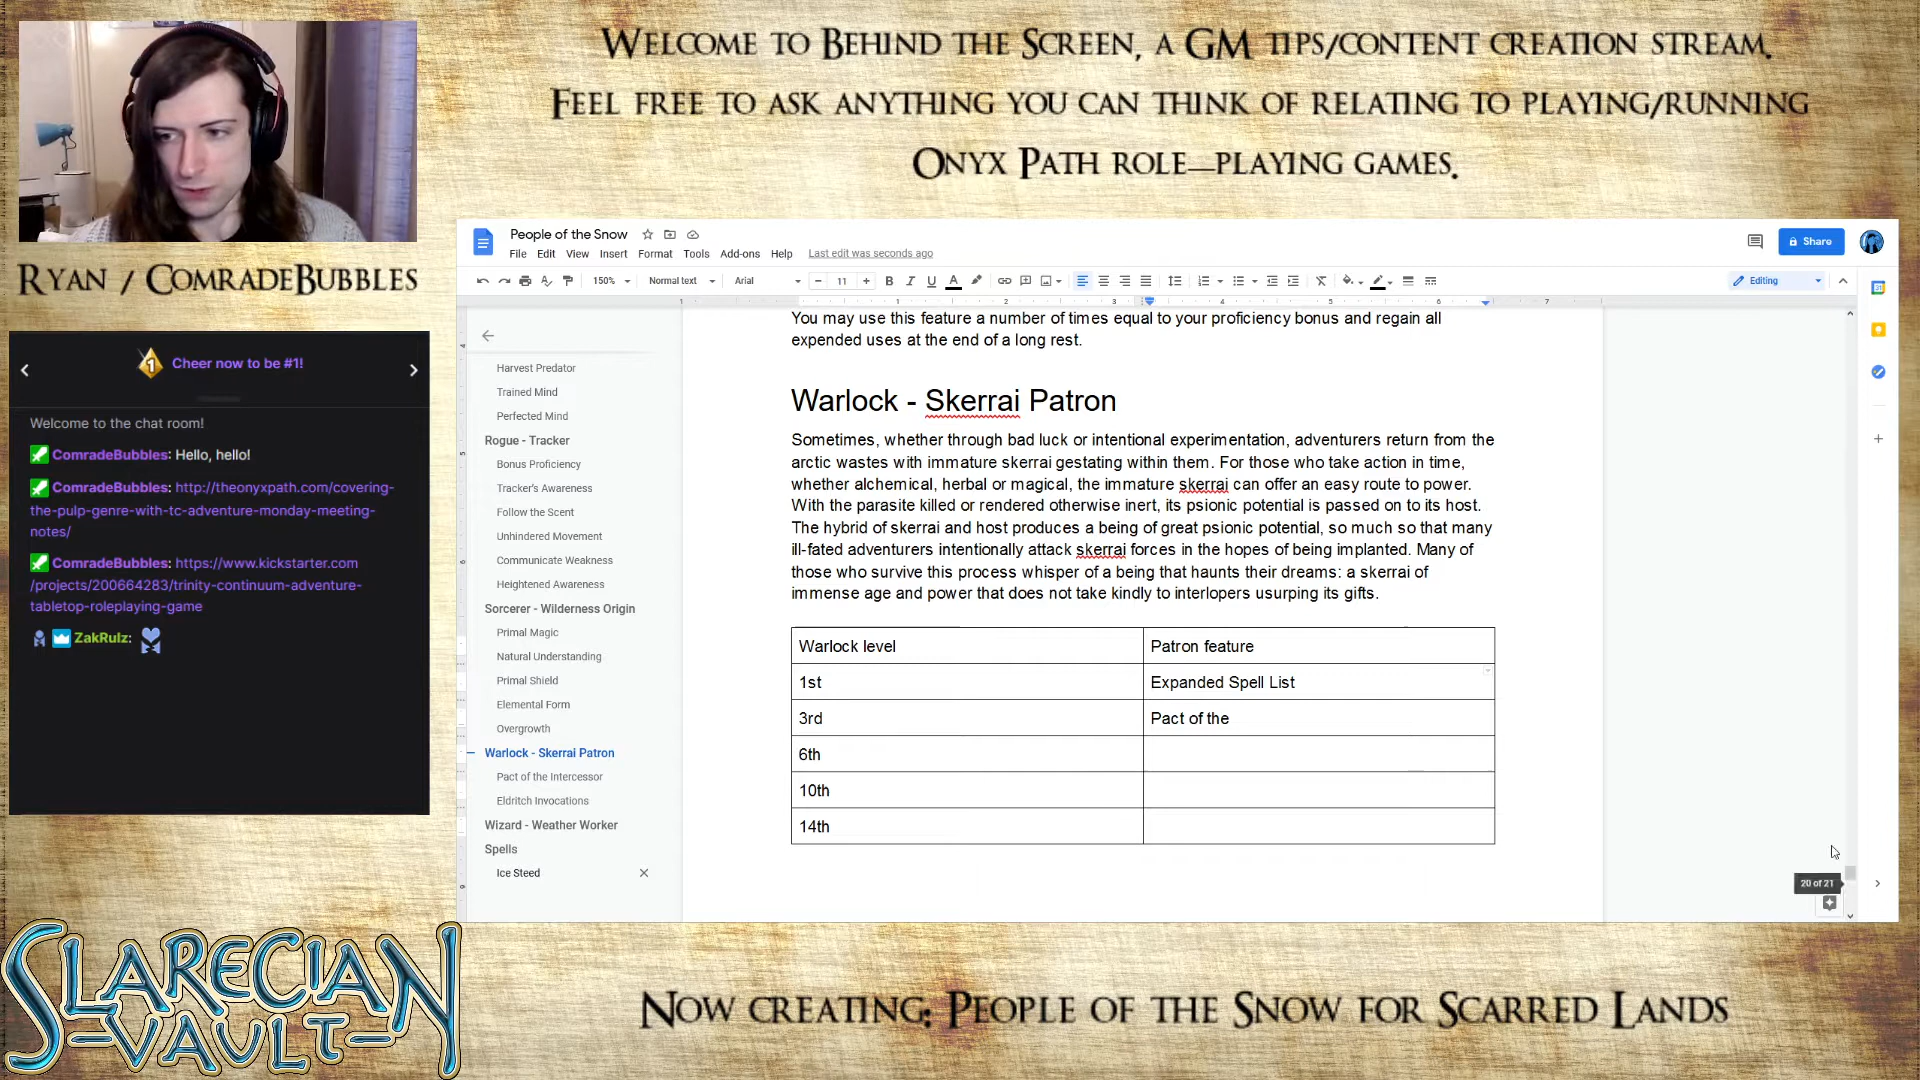 Welcome to Behind the Screen, a GM tips/content creation stream.
Feel free to ask anything you can think of relating to playing/running
Onyx Path role-playing games.
Ryan / ComradeBubbles
Cheer now to be #1!
Welcome to the chat room!
ComradeBubbles: Hello, hello!
ComradeBubbles: http://theonyxpath.com/covering-
the-pulp-genre-with-tc-adventure-monday-meeting-
notes/
ComradeBubbles: https://www.kickstarter.com
/projects/200664283/trinity-continuum-adventure-
tabletop-roleplaying-game
ZakRulz:
People of the Snow
File Edit View Insert Format Tools Add-ons Help Last edit was seconds ago
Share
150% Normal text Arial 11 Editing
1 1 2 3 4 5 6 7
Harvest Predator
Trained Mind
Perfected Mind
Rogue - Tracker
Bonus Proficiency
Tracker's Awareness
Follow the Scent
Unhindered Movement
Communicate Weakness
Heightened Awareness
Sorcerer - Wilderness Origin
Primal Magic
Natural Understanding
Primal Shield
Elemental Form
Overgrowth
Warlock - Skerrai Patron
Pact of the Intercessor
Eldritch Invocations
Wizard - Weather Worker
Spells
Ice Steed
You may use this feature a number of times equal to your proficiency bonus and regain all
expended uses at the end of a long rest.
Warlock - Skerrai Patron
Sometimes, whether through bad luck or intentional experimentation, adventurers return from the
arctic wastes with immature skerrai gestating within them. For those who take action in time,
whether alchemical, herbal or magical, the immature skerrai can offer an easy route to power.
With the parasite killed or rendered otherwise inert, its psionic potential is passed on to its host.
The hybrid of skerrai and host produces a being of great psionic potential, so much so that many
ill-fated adventurers intentionally attack skerrai forces in the hopes of being implanted. Many of
those who survive this process whisper of a being that haunts their dreams: a skerrai of
immense age and power that does not take kindly to interlopers usurping its gifts.
Warlock level Patron feature
1st Expanded Spell List
3rd Pact of the
6th
10th
14th
20 of 21
Slarecian
Vault
Now creating: People of the Snow for Scarred Lands